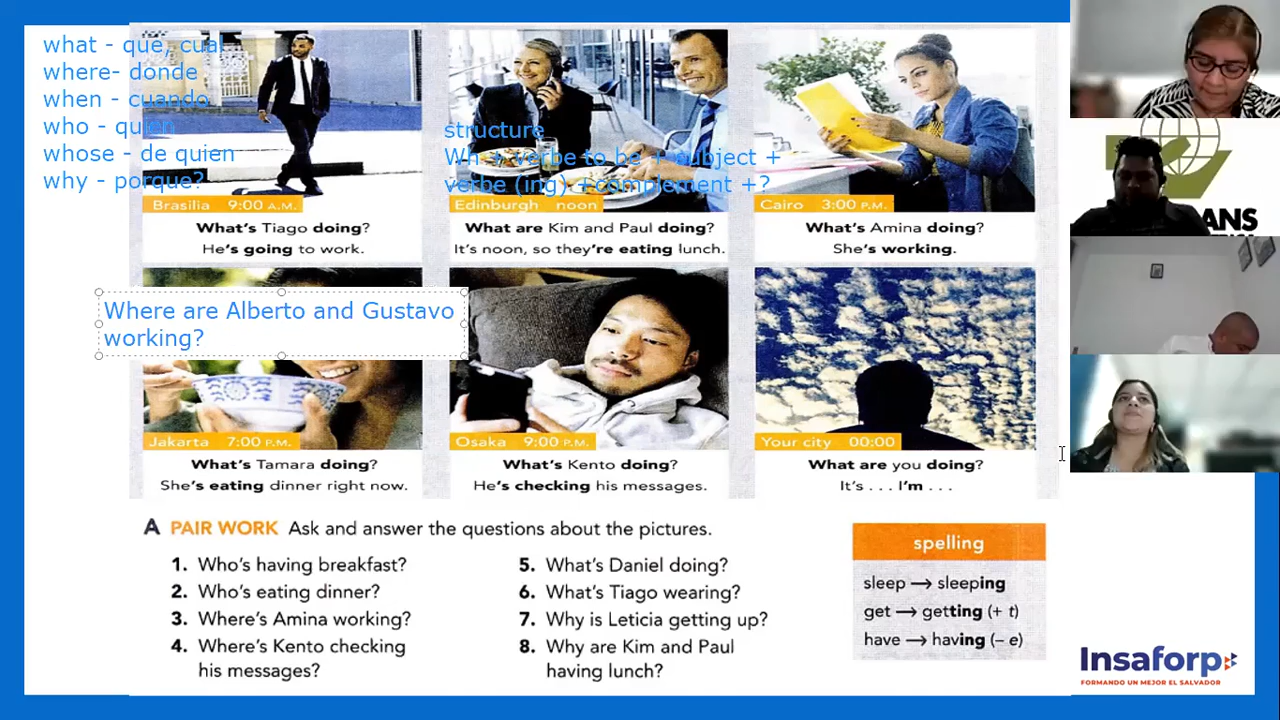 what - que, cual
where- donde
when - cuando
who - quien
whose - de quien
why - porque?
structure
Wh + verbe to be + subject +
verbe (ing) +complement +?
Brasília 9:00 A.M.
Edinburgh noon
Cairo 3:00 P.M.
What's Tiago doing?
He's going to work.
What are Kim and Paul doing?
It's noon, so they're eating lunch.
What's Amina doing?
She's working.
Where are Alberto and Gustavo
working?
Jakarta 7:00 P.M.
Osaka 9:00 P.M.
Your city 00:00
What's Tamara doing?
She's eating dinner right now.
What's Kento doing?
He's checking his messages.
What are you doing?
It's . . . I'm . . .
A PAIR WORK Ask and answer the questions about the pictures.
1. Who's having breakfast?
2. Who's eating dinner?
3. Where's Amina working?
4. Where's Kento checking
his messages?
5. What's Daniel doing?
6. What's Tiago wearing?
7. Why is Leticia getting up?
8. Why are Kim and Paul
having lunch?
spelling
sleep → sleeping
get → getting (+ t)
have → having (– e)
Insaforp
FORMANDO UN MEJOR EL SALVADOR